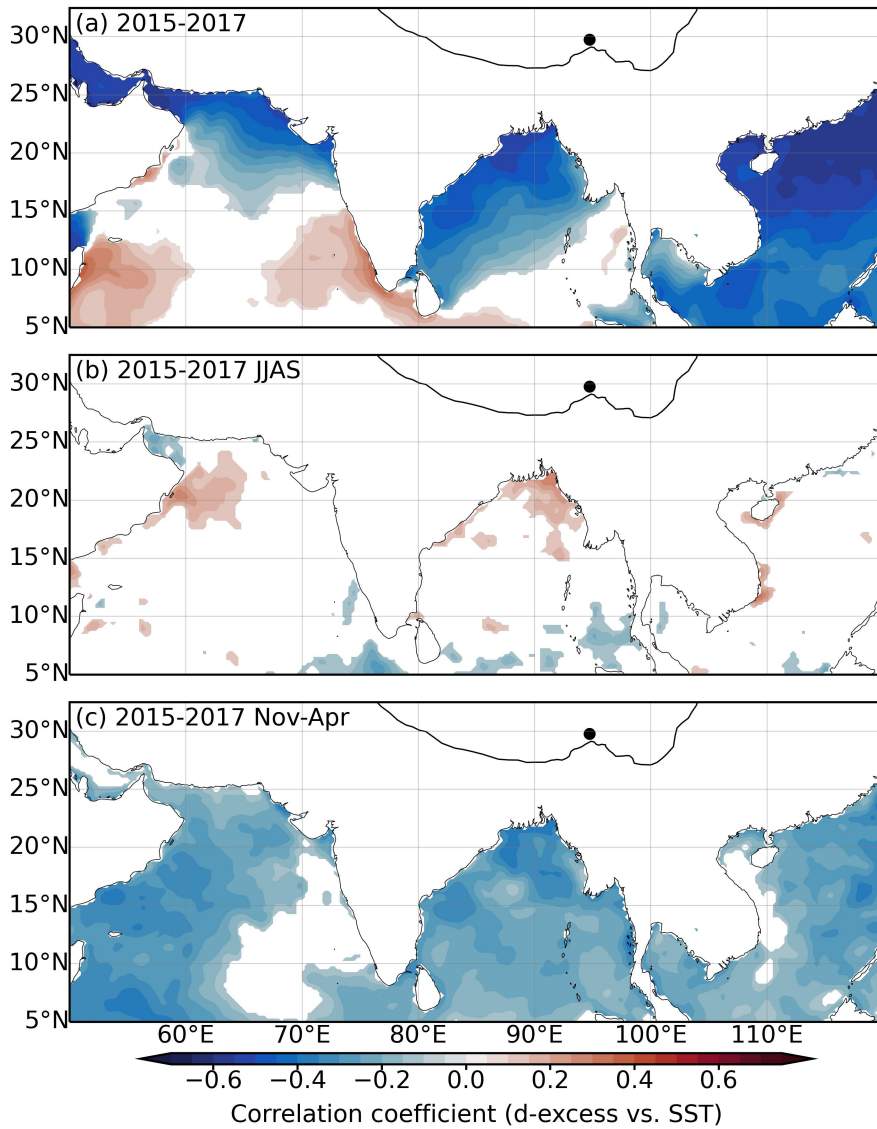 (a) 2015-2017
30°N
25°N
20°N
15°N
10°N
5°N
(b) 2015-2017 JJAS
30°N
25°N
20°N
15°N
10°N
5°N
(c) 2015-2017 Nov-Apr
30°N
25°N
20°N
15°N
10°N
5°N
60°E 70°E 80°E 90°E 100°E 110°E
−0.6 −0.4 −0.2 0.0 0.2 0.4 0.6
Correlation coefficient (d-excess vs. SST)